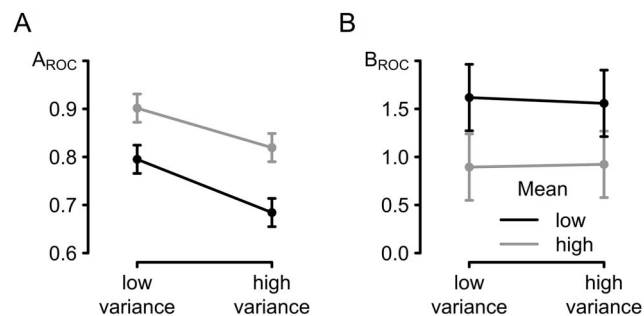 A
B
A_ROC
B_ROC
0.9
0.8
0.7
0.6
1.5
1.0
0.5
0.0
Mean
low
high
low variance
high variance
low variance
high variance